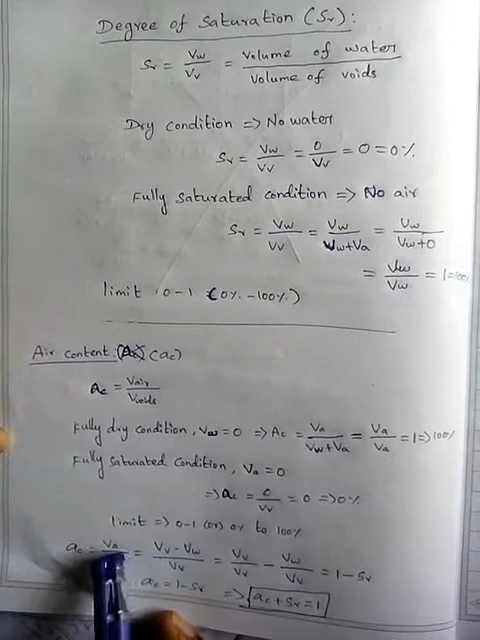 Degree of Saturation (Sr):
Sr = Vw/Vv = Volume of water/Volume of voids
Dry condition => No water
Sr = Vw/Vv = 0/Vv = 0 = 0%.
Fully saturated condition => No air
Sr = Vw/Vv = Vw/Vw+Va = Vw/Vw+0
= Vw/Vw = 1 = 100%
limit 0-1 (0% - 100%)
Air content: (ac)
ac = Vair/Vvoids
Fully dry condition, Vw = 0 => Ac = Va/Vw+Va = Va/Va = 1 => 100%
Fully saturated condition, Va = 0
=> ac = 0/Vv = 0 => 0%
limit => 0-1 (or) 0% to 100%
ac = Va = Vv - Vw/Vv = Vv/Vv - Vw/Vv = 1 - Sr
ac = 1 - Sr => ac + Sr = 1